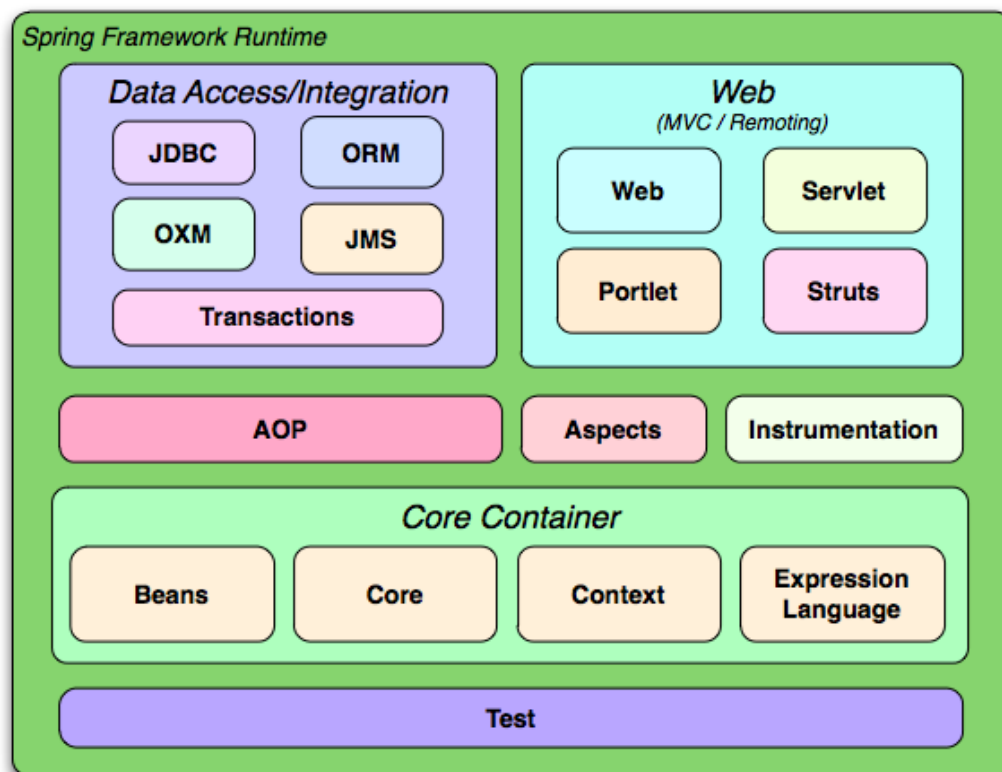 Spring Framework Runtime
Data Access/Integration
JDBC
ORM
OXM
JMS
Transactions
Web
(MVC / Remoting)
Web
Servlet
Portlet
Struts
AOP
Aspects
Instrumentation
Core Container
Beans
Core
Context
Expression
Language
Test